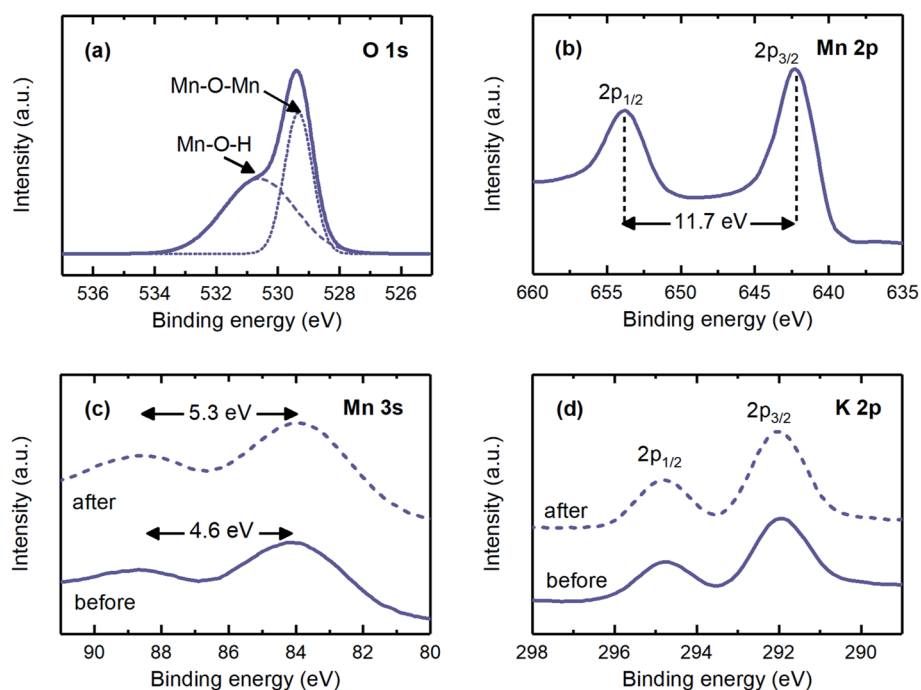 (a)
O 1s
Mn-O-Mn
Mn-O-H
Intensity (a.u.)
536 534 532 530 528 526
Binding energy (eV)
(b)
Mn 2p
2p3/2
2p1/2
11.7 eV
Intensity (a.u.)
660 655 650 645 640 635
Binding energy (eV)
(c)
Mn 3s
5.3 eV
after
4.6 eV
before
Intensity (a.u.)
90 88 86 84 82 80
Binding energy (eV)
(d)
K 2p
2p3/2
2p1/2
after
before
Intensity (a.u.)
298 296 294 292 290
Binding energy (eV)